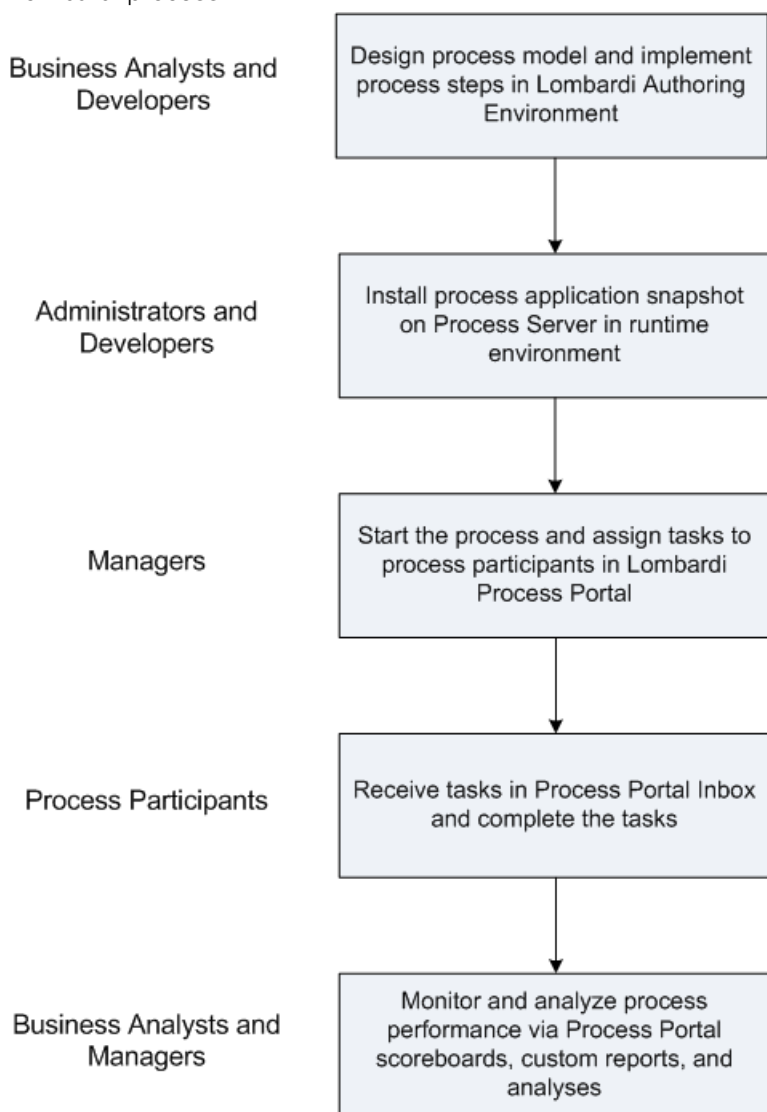 Business Analysts and
Developers
Design process model and implement
process steps in Lombardi Authoring
Environment
Administrators and
Developers
Install process application snapshot
on Process Server in runtime
environment
Managers
Start the process and assign tasks to
process participants in Lombardi
Process Portal
Process Participants
Receive tasks in Process Portal Inbox
and complete the tasks
Business Analysts and
Managers
Monitor and analyze process
performance via Process Portal
scoreboards, custom reports, and
analyses